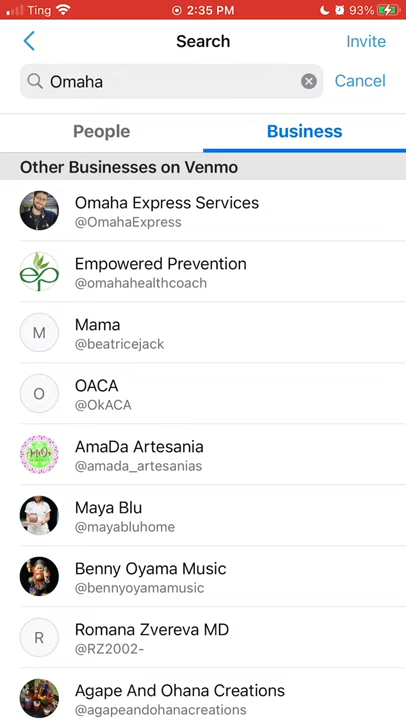 Ting 2:35 PM 93%
Search Invite
Omaha Cancel
People Business
Other Businesses on Venmo
Omaha Express Services
@OmahaExpress
ep
Empowered Prevention
@omahahealthcoach
M
Mama
@beatricejack
O
OACA
@OkACA
AmaDa
AmaDa Artesania
@amada_artesanias
Maya Blu
@mayabluhome
Benny Oyama Music
@bennyoyamamusic
R
Romana Zvereva MD
@RZ2002-
Agape And Ohana Creations
@agapeandohanacreations